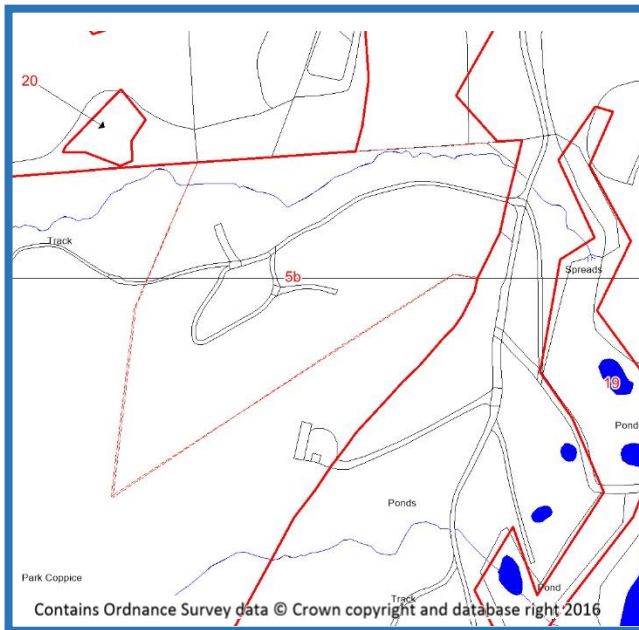 20
Track
5b
Spreads
19
Pond
Ponds
Park Coppice
Pond
Track
Contains Ordnance Survey data © Crown copyright and database right 2016